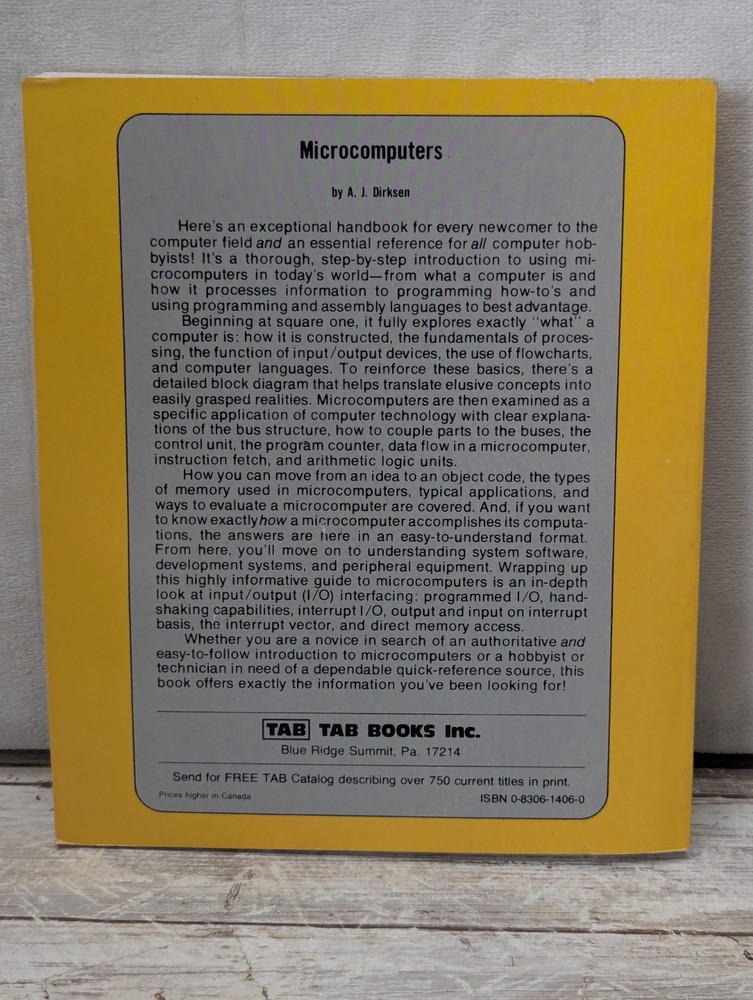 Microcomputers
by A. J. Dirksen
Here's an exceptional handbook for every newcomer to the
computer field and an essential reference for all computer hob-
byists! It's a thorough, step-by-step introduction to using mi-
crocomputers in today's world—from what a computer is and
how it processes information to programming how-to's and
using programming and assembly languages to best advantage.
Beginning at square one, it fully explores exactly "what" a
computer is: how it is constructed, the fundamentals of proces-
sing, the function of input/output devices, the use of flowcharts,
and computer languages. To reinforce these basics, there's a
detailed block diagram that helps translate elusive concepts into
easily grasped realities. Microcomputers are then examined as a
specific application of computer technology with clear explana-
tions of the bus structure, how to couple parts to the buses, the
control unit, the program counter, data flow in a microcomputer,
instruction fetch, and arithmetic logic units.
How you can move from an idea to an object code, the types
of memory used in microcomputers, typical applications, and
ways to evaluate a microcomputer are covered. And, if you want
to know exactly how a microcomputer accomplishes its computa-
tions, the answers are here in an easy-to-understand format.
From here, you'll move on to understanding system software,
development systems, and peripheral equipment. Wrapping up
this highly informative guide to microcomputers is an in-depth
look at input/output (I/O) interfacing: programmed I/O, hand-
shaking capabilities, interrupt I/O, output and input on interrupt
basis, the interrupt vector, and direct memory access.
Whether you are a novice in search of an authoritative and
easy-to-follow introduction to microcomputers or a hobbyist or
technician in need of a dependable quick-reference source, this
book offers exactly the information you've been looking for!
TAB TAB BOOKS Inc.
Blue Ridge Summit, Pa. 17214
Send for FREE TAB Catalog describing over 750 current titles in print.
Prices higher in Canada
ISBN 0-8306-1406-0